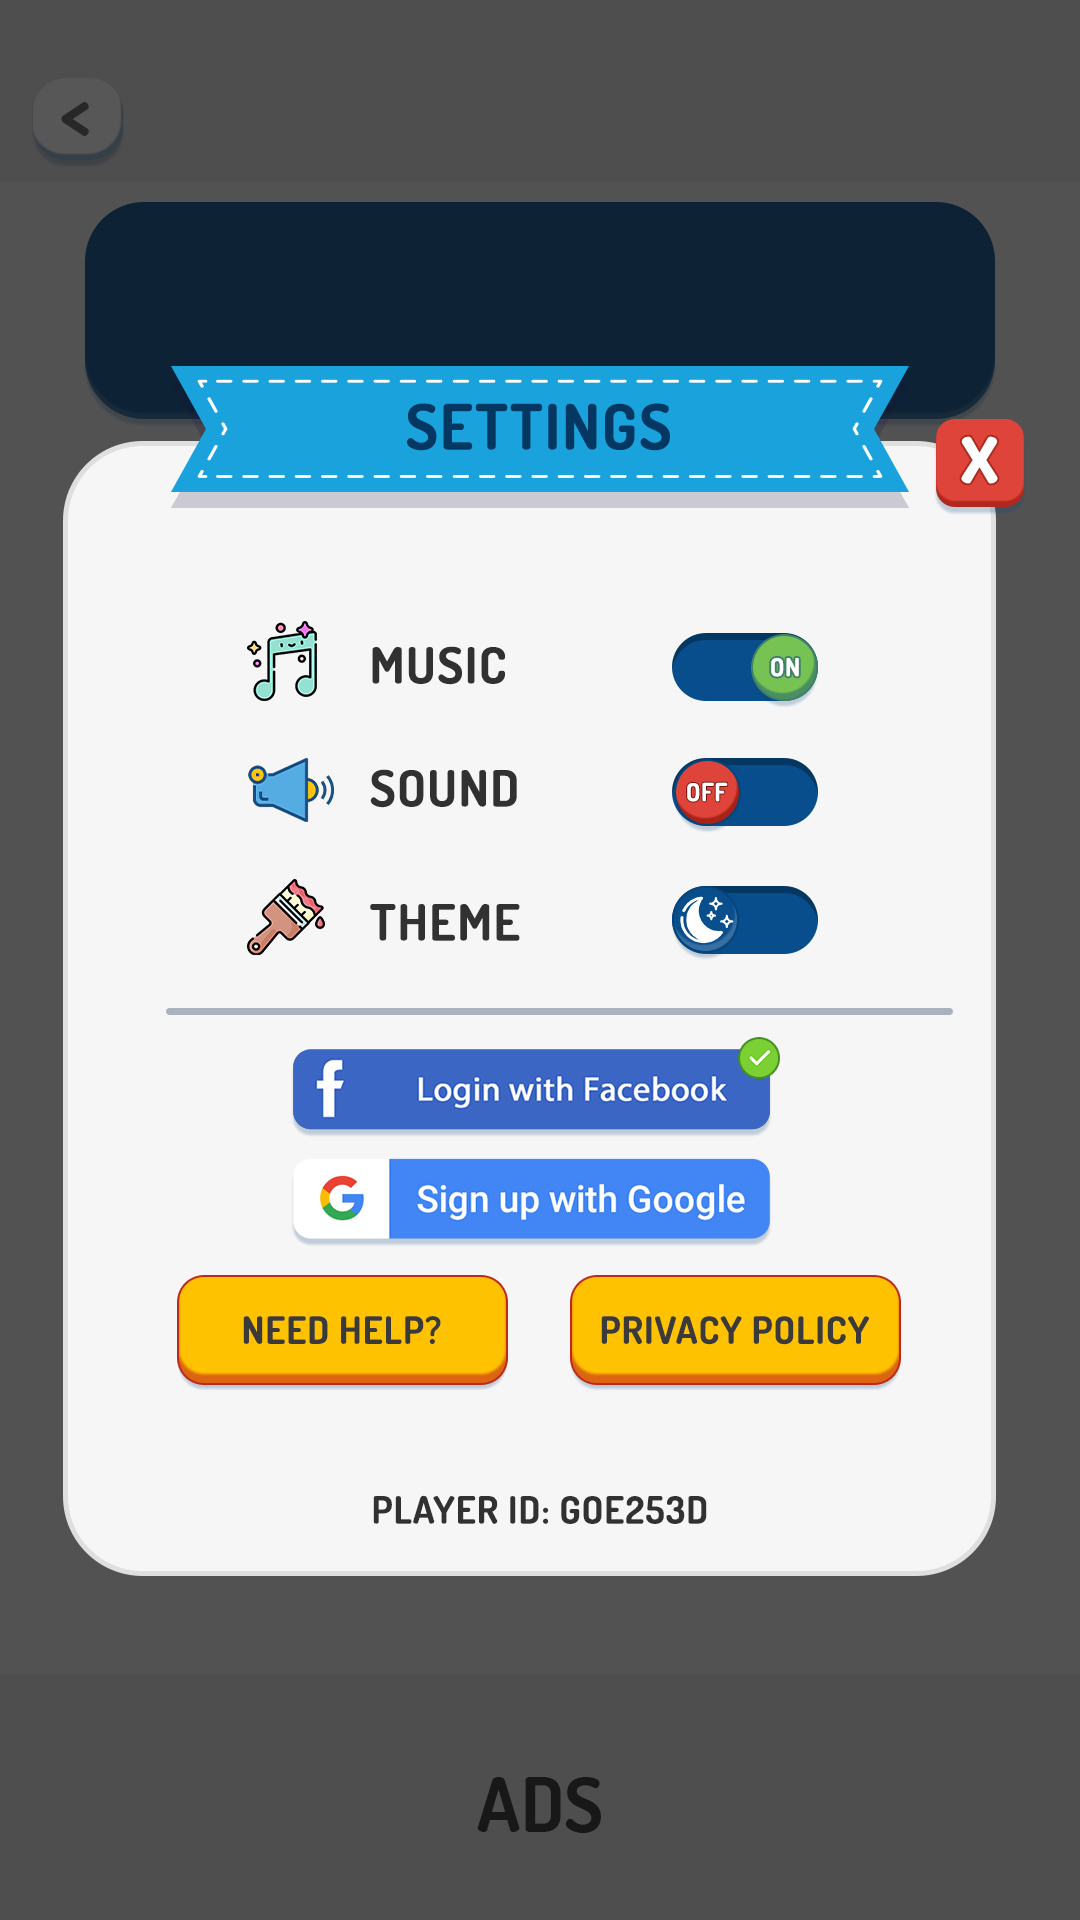 <
SETTINGS
X
MUSIC
ON
SOUND
OFF
THEME
f Login with Facebook
G Sign up with Google
NEED HELP?
PRIVACY POLICY
PLAYER ID: GOE253D
ADS